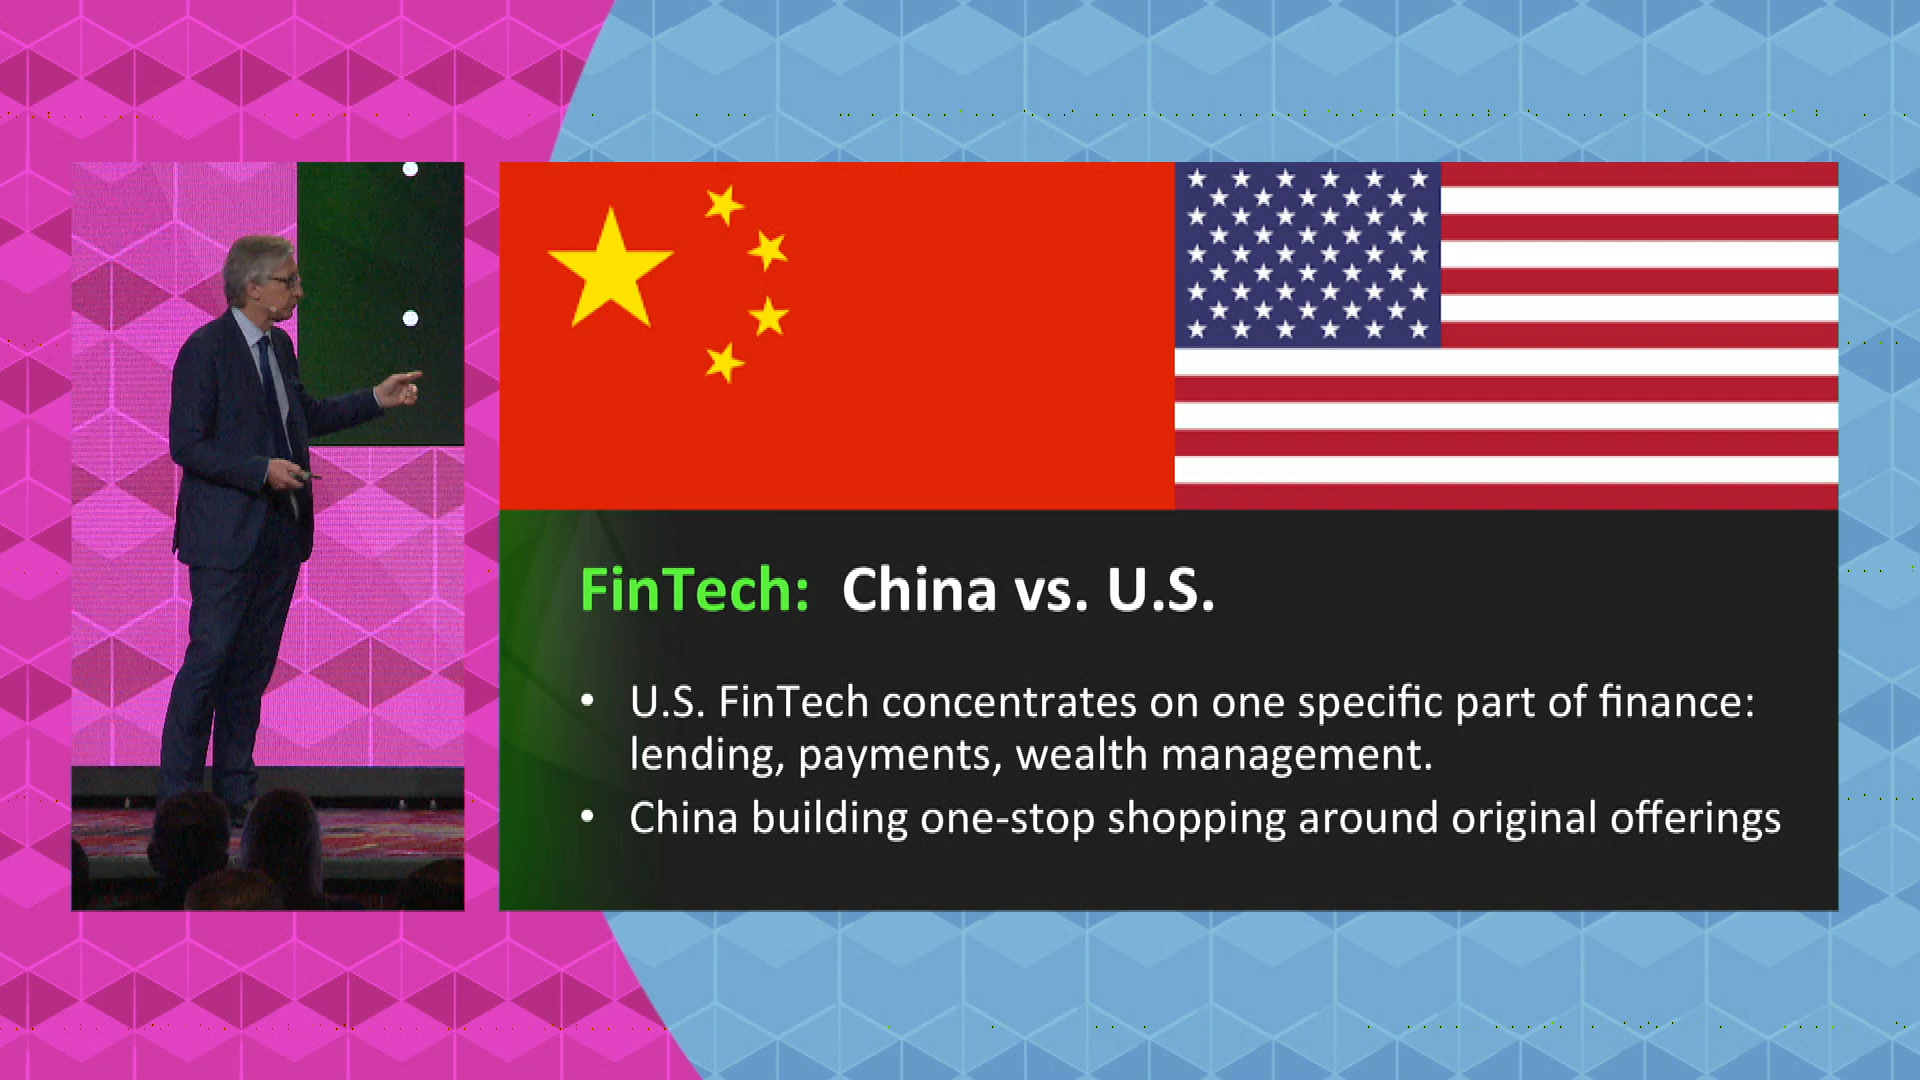 FinTech: China vs. U.S.
• U.S. FinTech concentrates on one specific part of finance:
lending, payments, wealth management.
• China building one-stop shopping around original offerings